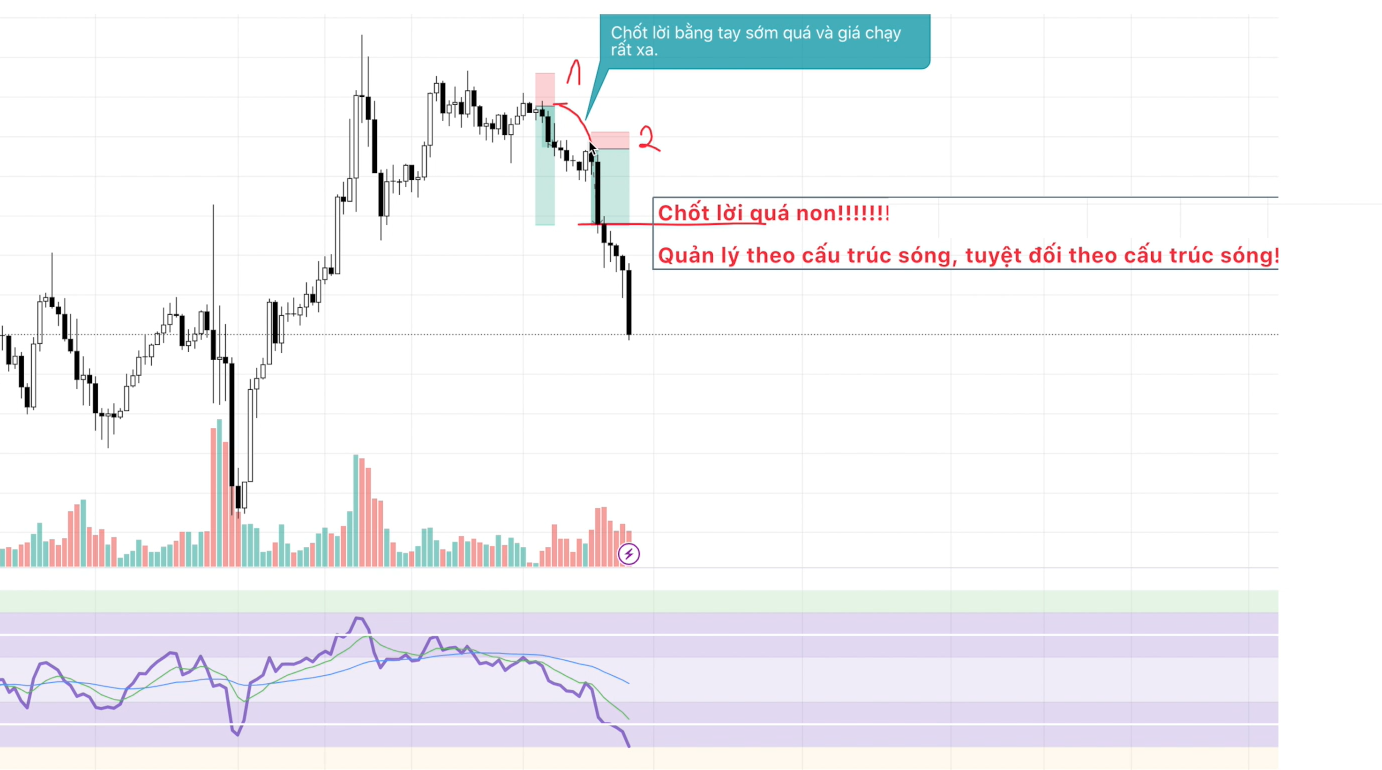 Chốt lời bằng tay sớm quá và giá chạy
rất xa.
1
2
Chốt lời quá non!!!!!!!
Quản lý theo cấu trúc sóng, tuyệt đối theo cấu trúc sóng!